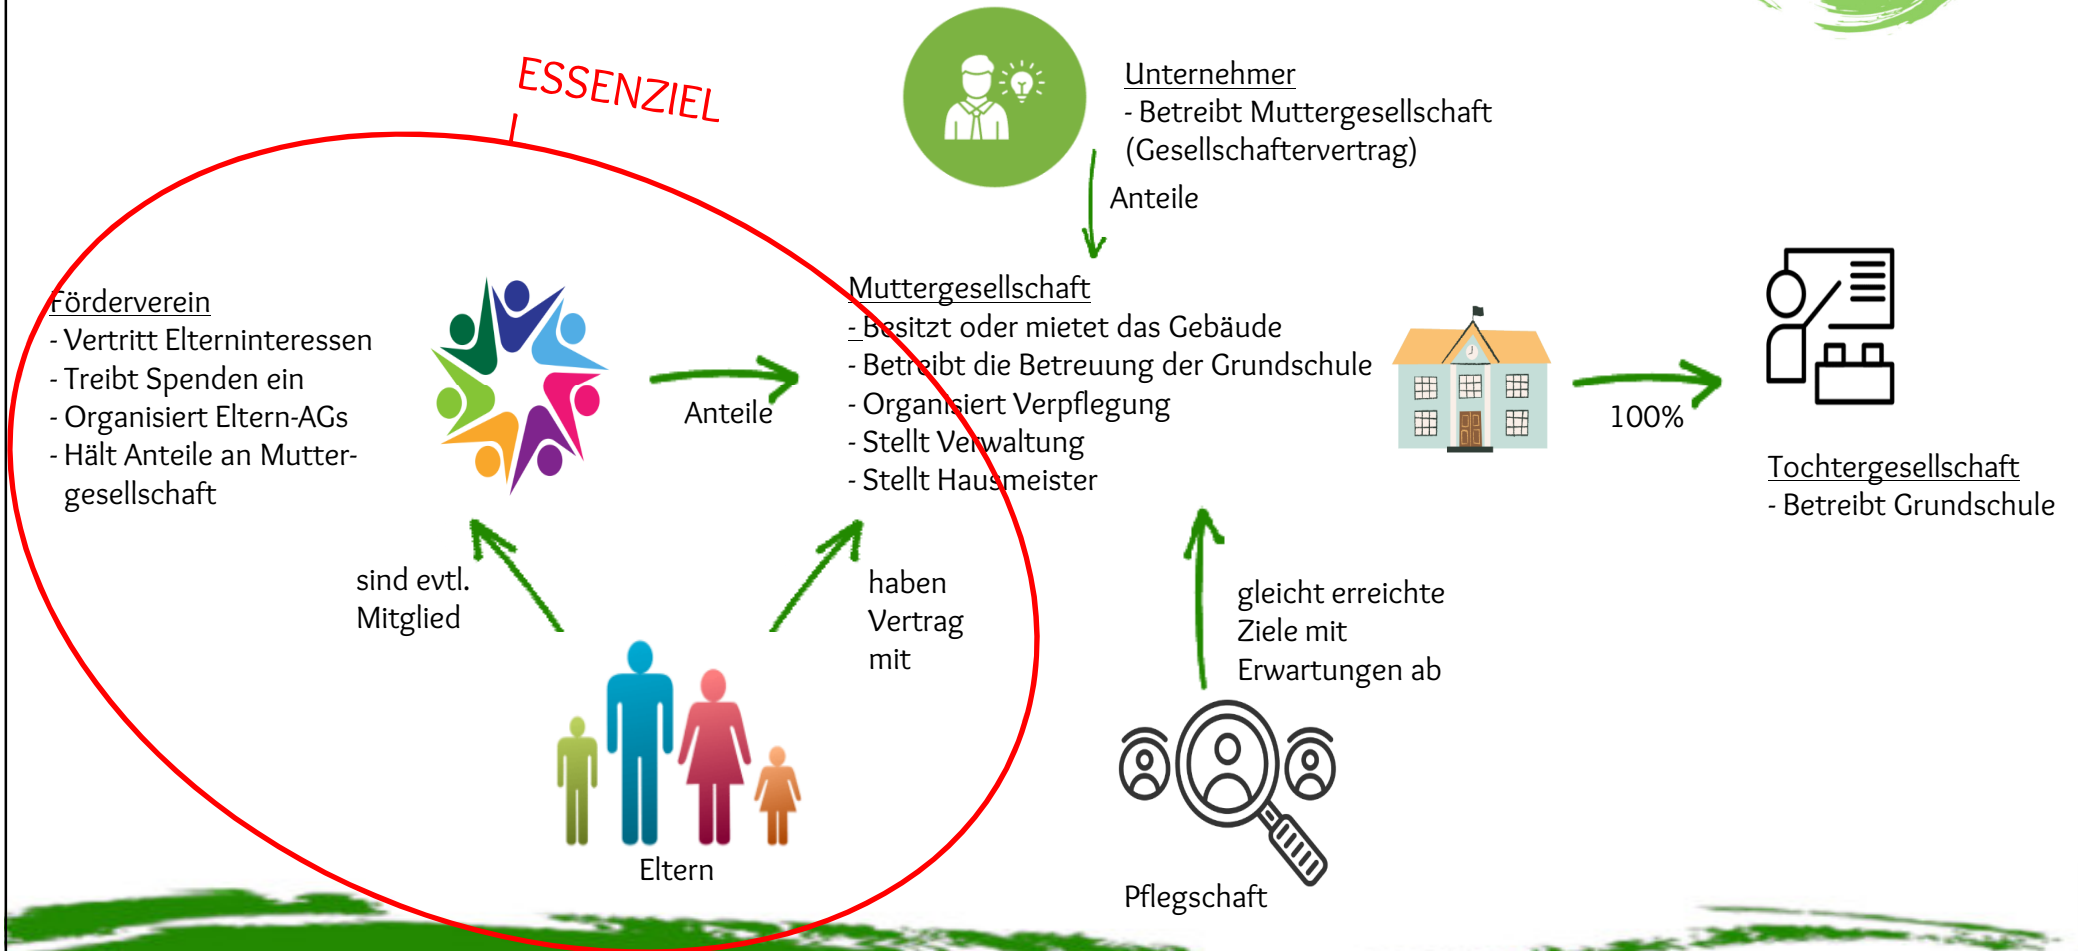 ESSENZIEL
Unternehmer
- Betreibt Muttergesellschaft
(Gesellschaftervertrag)
Anteile
Förderverein
- Vertritt Elterninteressen
- Treibt Spenden ein
- Organisiert Eltern-AGs
- Hält Anteile an Mutter-
gesellschaft
Anteile
Muttergesellschaft
- Besitzt oder mietet das Gebäude
- Betreibt die Betreuung der Grundschule
- Organisiert Verpflegung
- Stellt Verwaltung
- Stellt Hausmeister
100%
Tochtergesellschaft
- Betreibt Grundschule
sind evtl.
Mitglied
haben
Vertrag
mit
gleicht erreichte
Ziele mit
Erwartungen ab
Eltern
Pflegschaft